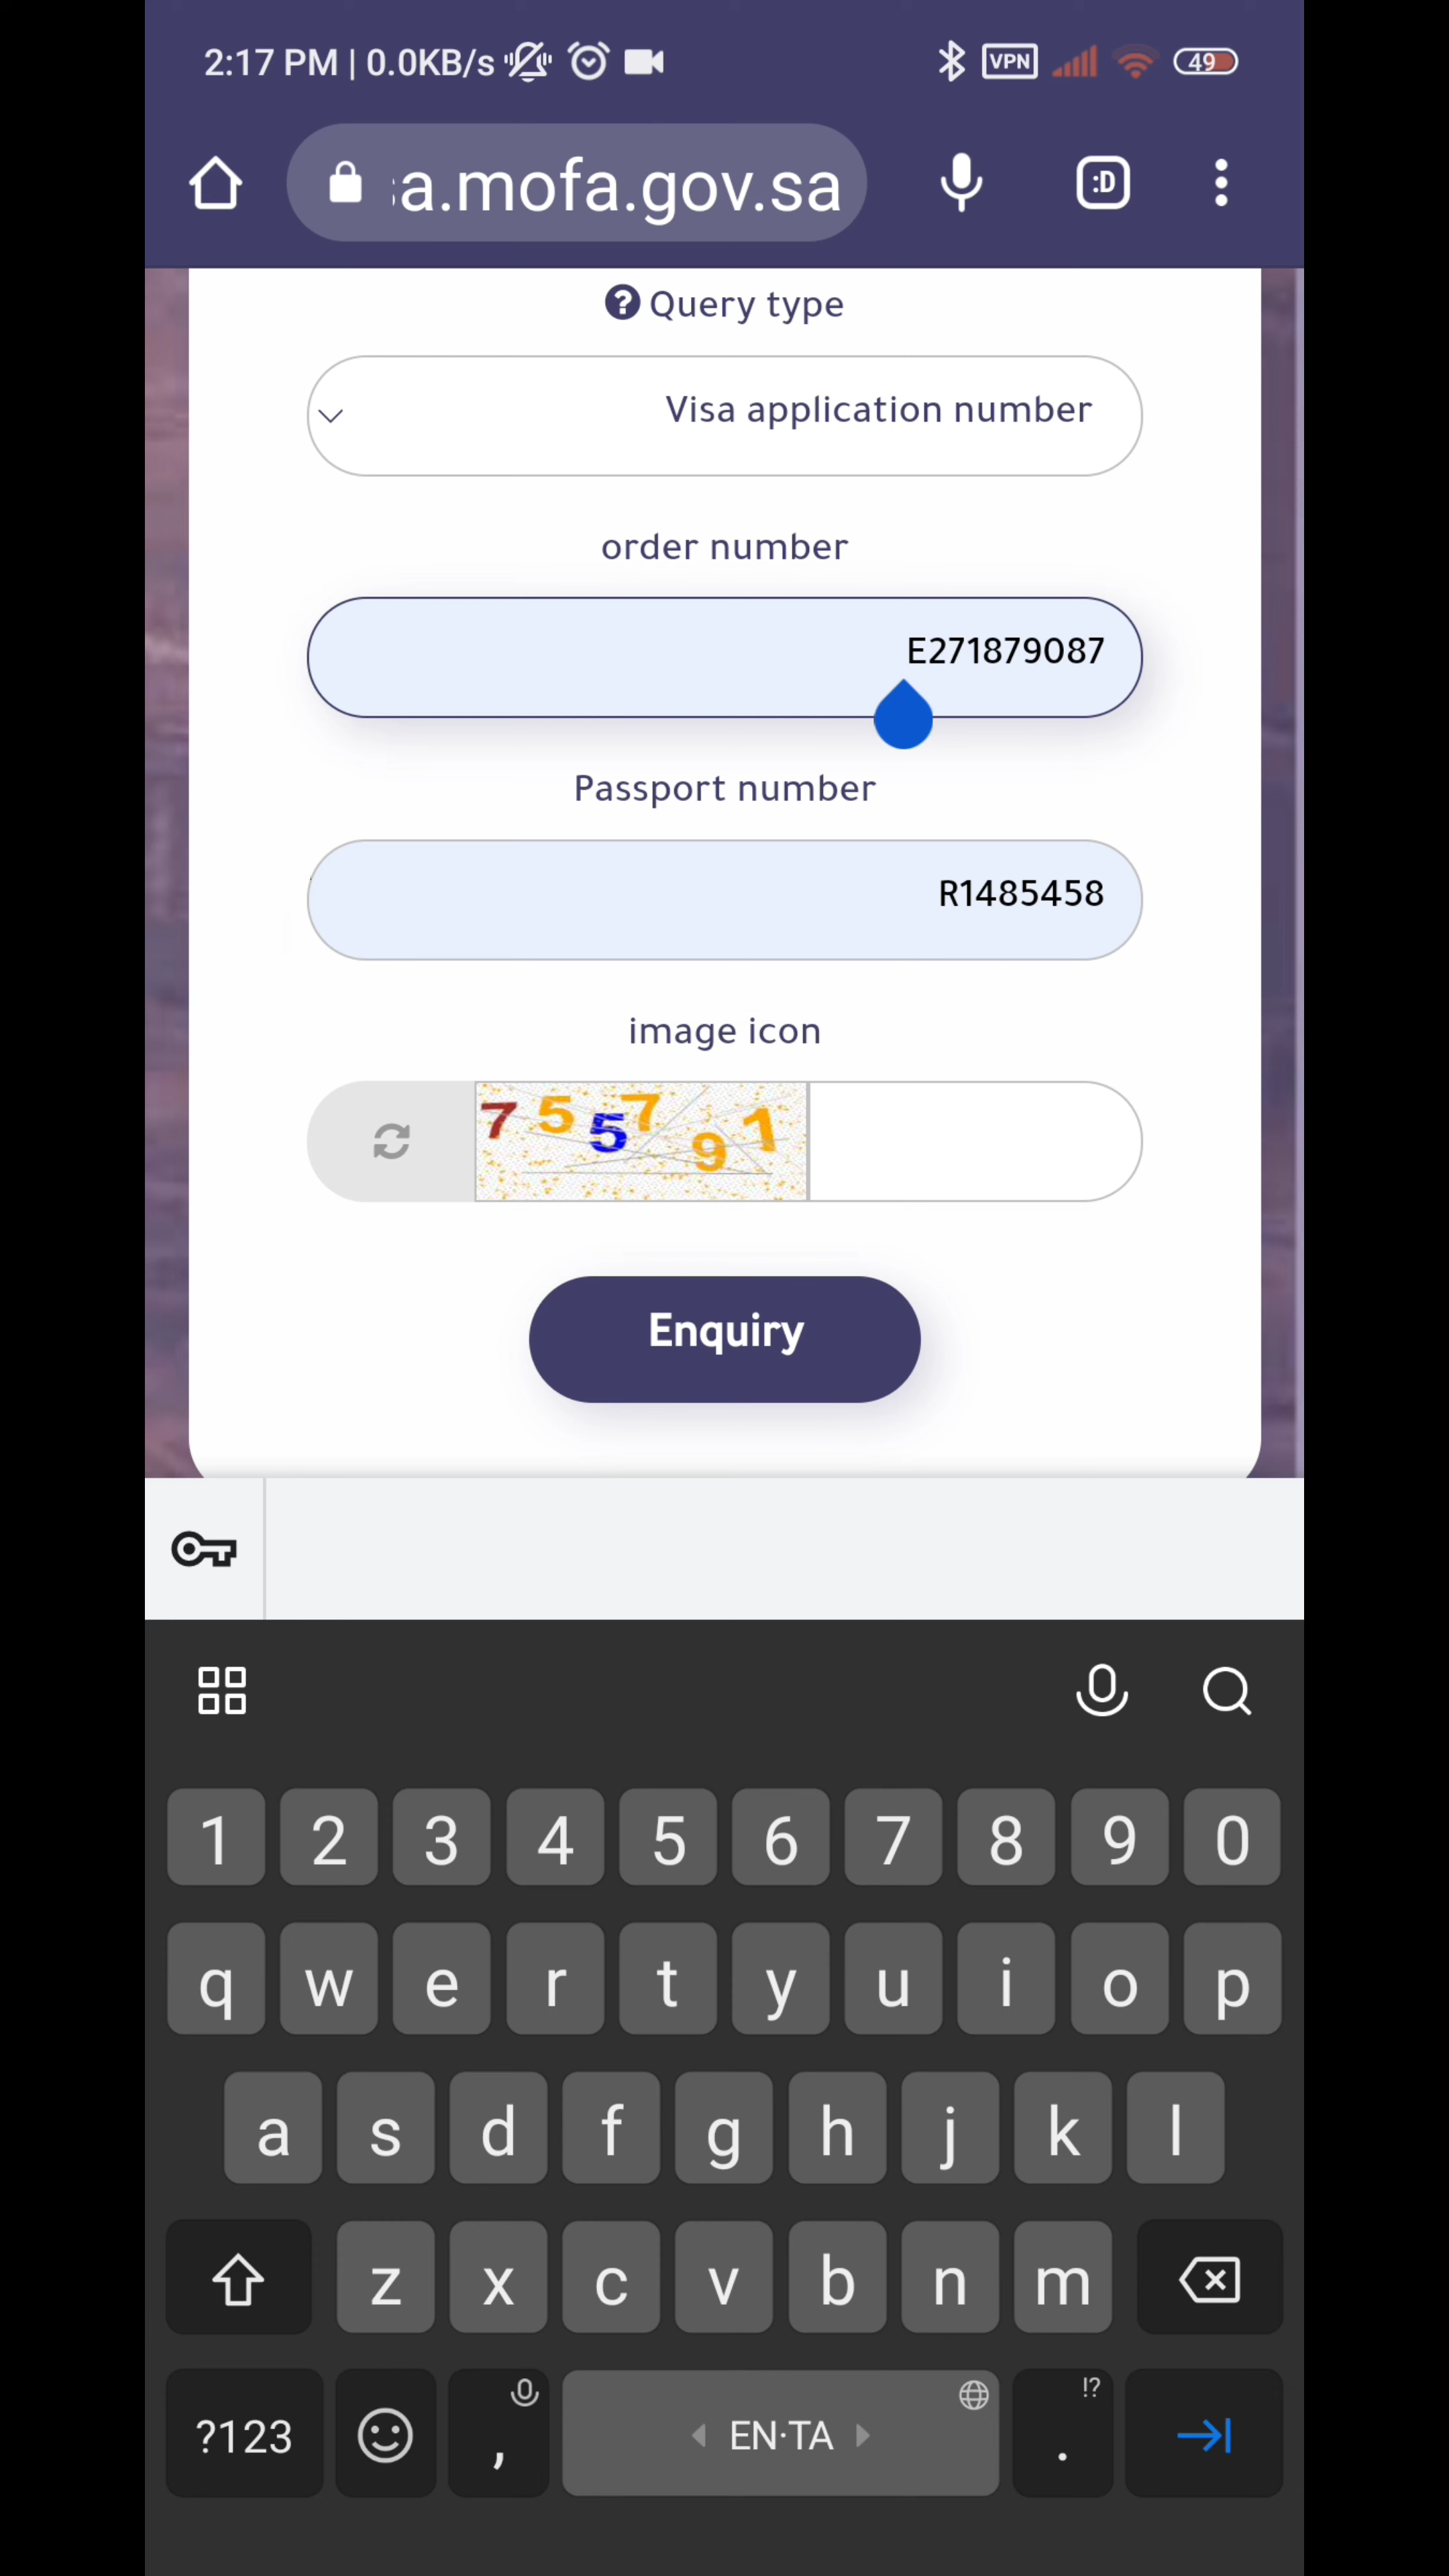 2:17 PM | 0.0KB/s
VPN
49
a.mofa.gov.sa
:D
Query type
Visa application number
order number
E271879087
Passport number
R1485458
image icon
7 5 5 7 9 1
Enquiry
1 2 3 4 5 6 7 8 9 0
q w e r t y u i o p
a s d f g h j k l
z x c v b n m
?123 , EN·TA . !?